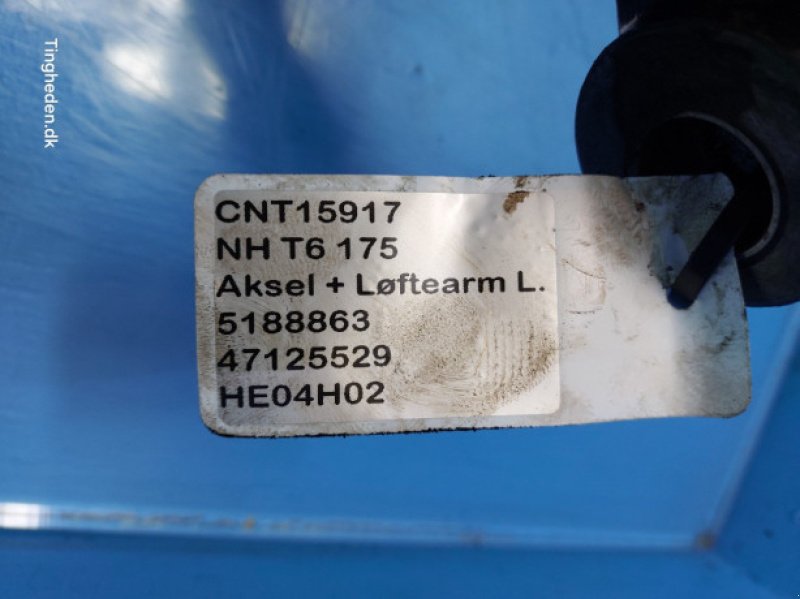 Tingheden.dk
CNT15917
NH T6 175
Aksel + Løftearm L.
5188863
47125529
HE04H02